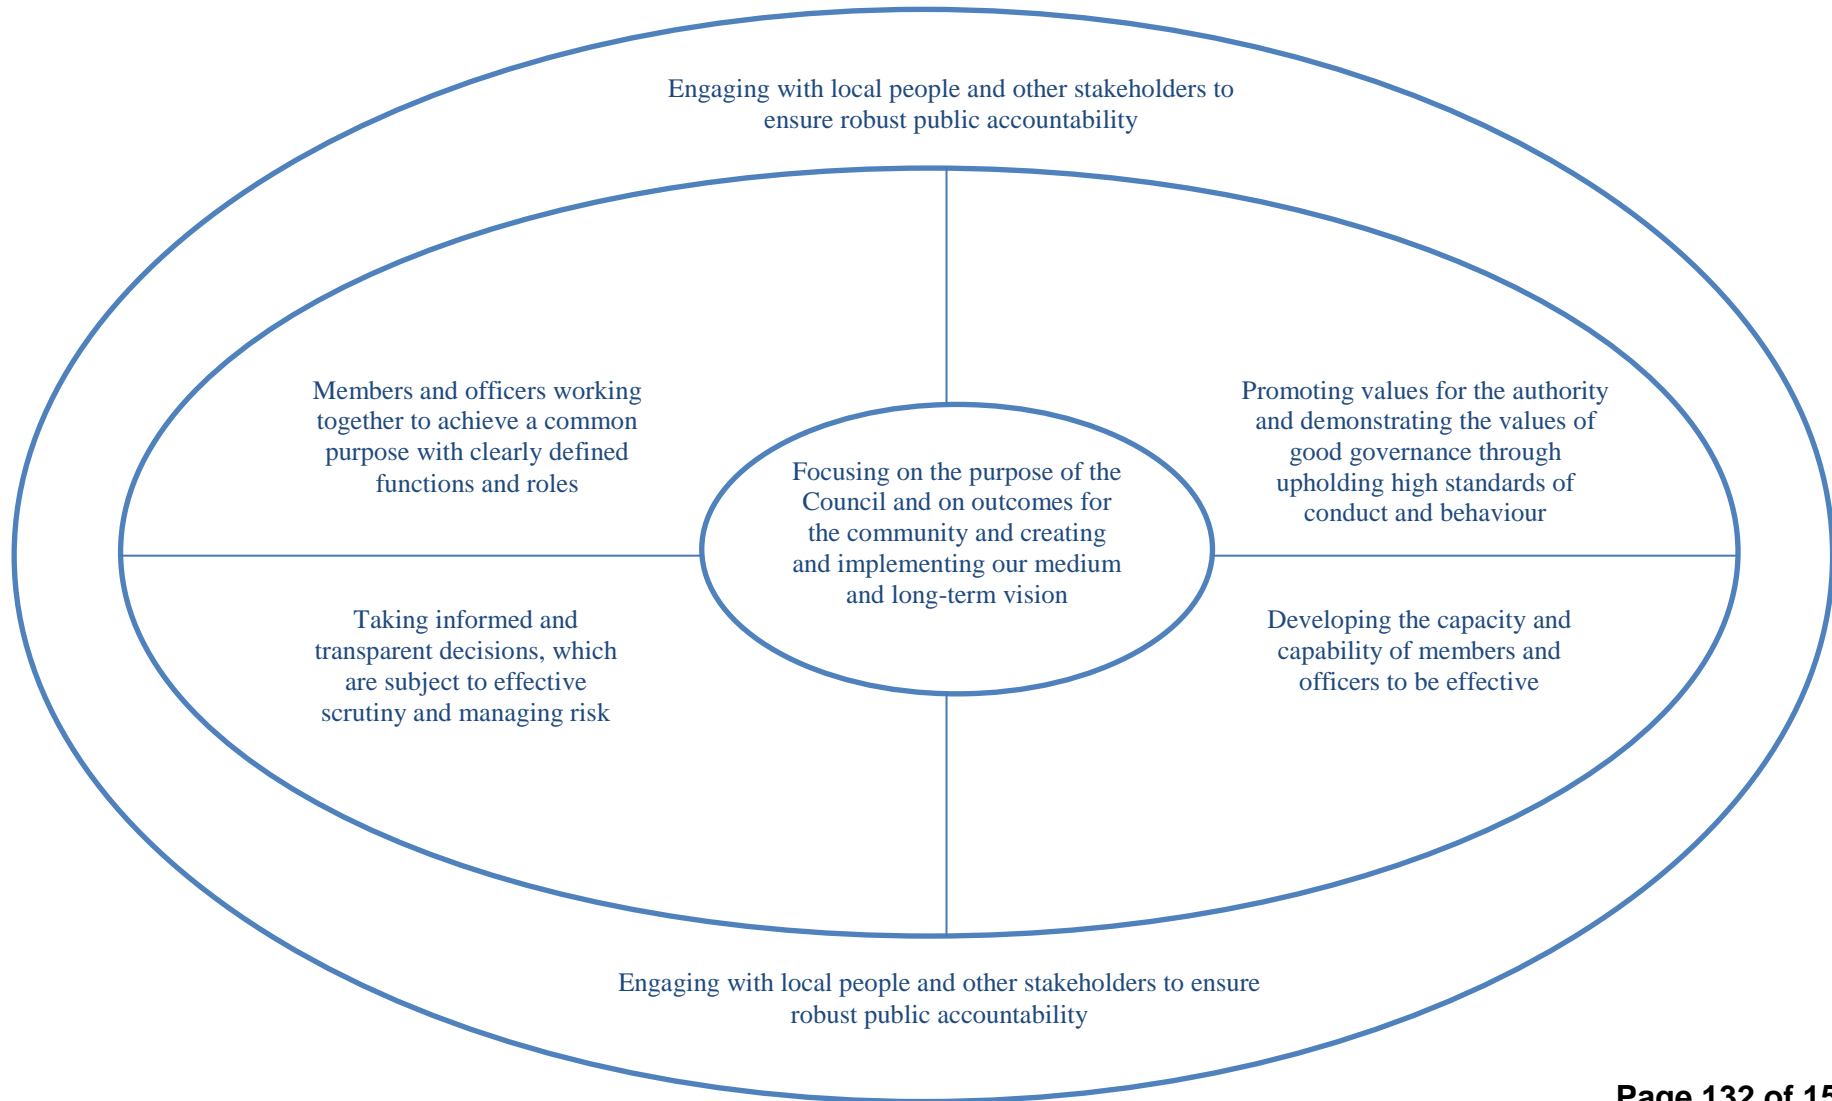 Engaging with local people and other stakeholders to
ensure robust public accountability
Members and officers working
together to achieve a common
purpose with clearly defined
functions and roles
Promoting values for the authority
and demonstrating the values of
good governance through
upholding high standards of
conduct and behaviour
Focusing on the purpose of the
Council and on outcomes for
the community and creating
and implementing our medium
and long-term vision
Taking informed and
transparent decisions, which
are subject to effective
scrutiny and managing risk
Developing the capacity and
capability of members and
officers to be effective
Engaging with local people and other stakeholders to ensure
robust public accountability
Page 132 of 15